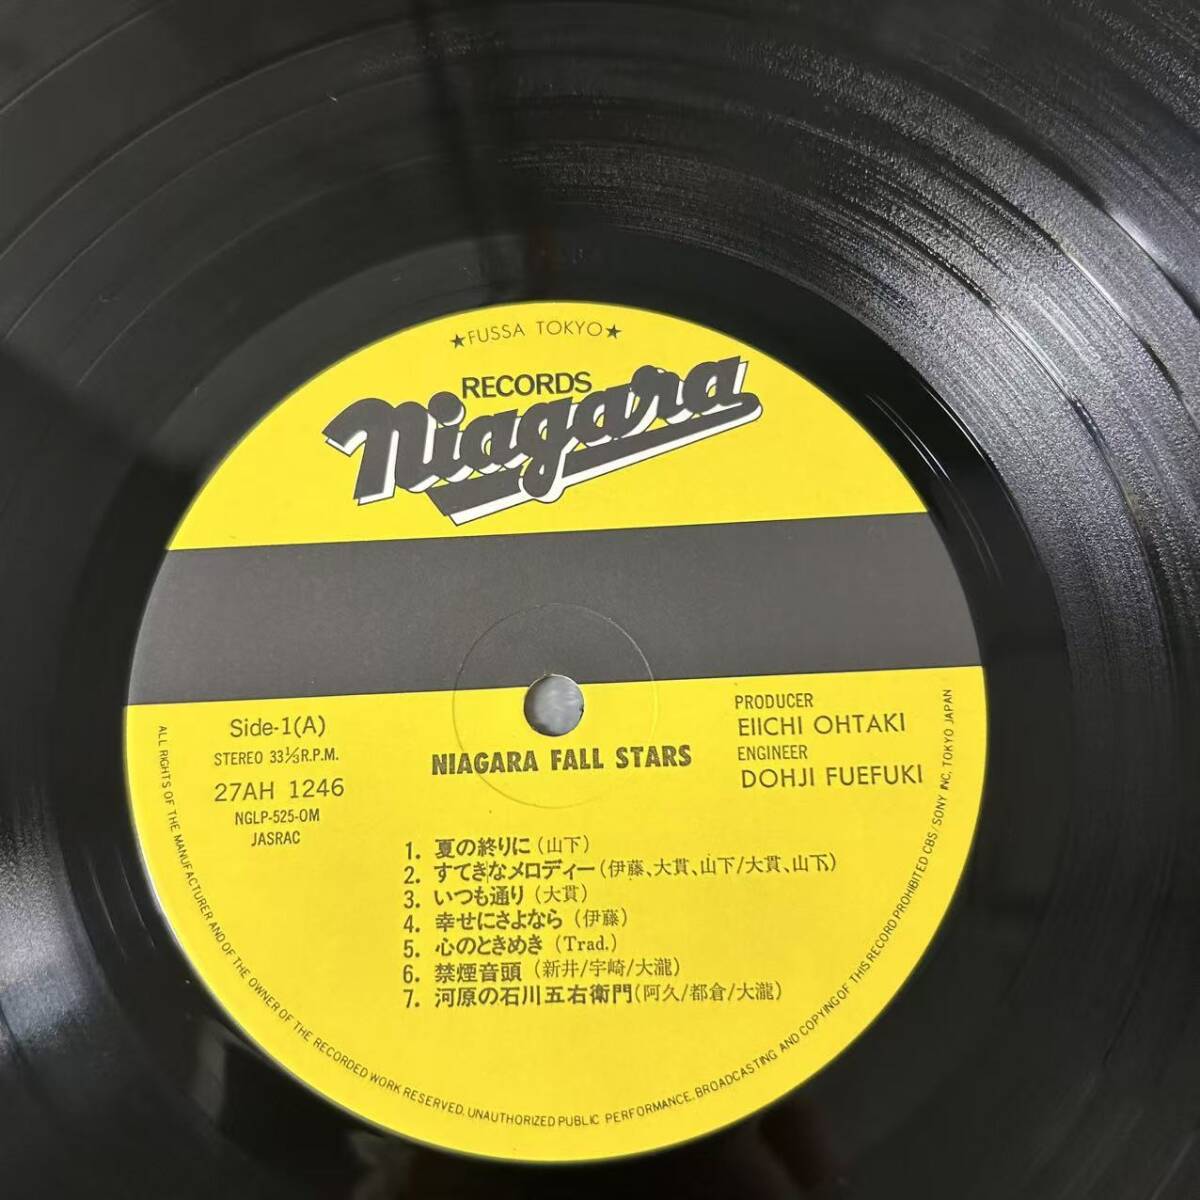 ★FUSSA TOKYO★
RECORDS
Niagara
Side-1(A)
STEREO 33⅓R.P.M.
27AH 1246
NGLP-525-OM
JASRAC
NIAGARA FALL STARS
PRODUCER
EIICHI OHTAKI
ENGINEER
DOHJI FUEFUKI
1. 夏の終りに(山下)
2. すてきなメロディー(伊藤、大貫、山下/大貫、山下)
3. いつも通り(大貫)
4. 幸せにさよなら(伊藤)
5. 心のときめき(Trad.)
6. 禁煙音頭(新井/宇崎/大瀧)
7. 河原の石川五右衛門(阿久/都倉/大瀧)
ALL RIGHTS OF THE MANUFACTURER AND OF THE OWNER OF THE RECORDED WORK RESERVED. UNAUTHORIZED PUBLIC PERFORMANCE, BROADCASTING AND COPYING OF THIS RECORD PROHIBITED CBS/SONY INC. TOKYO JAPAN